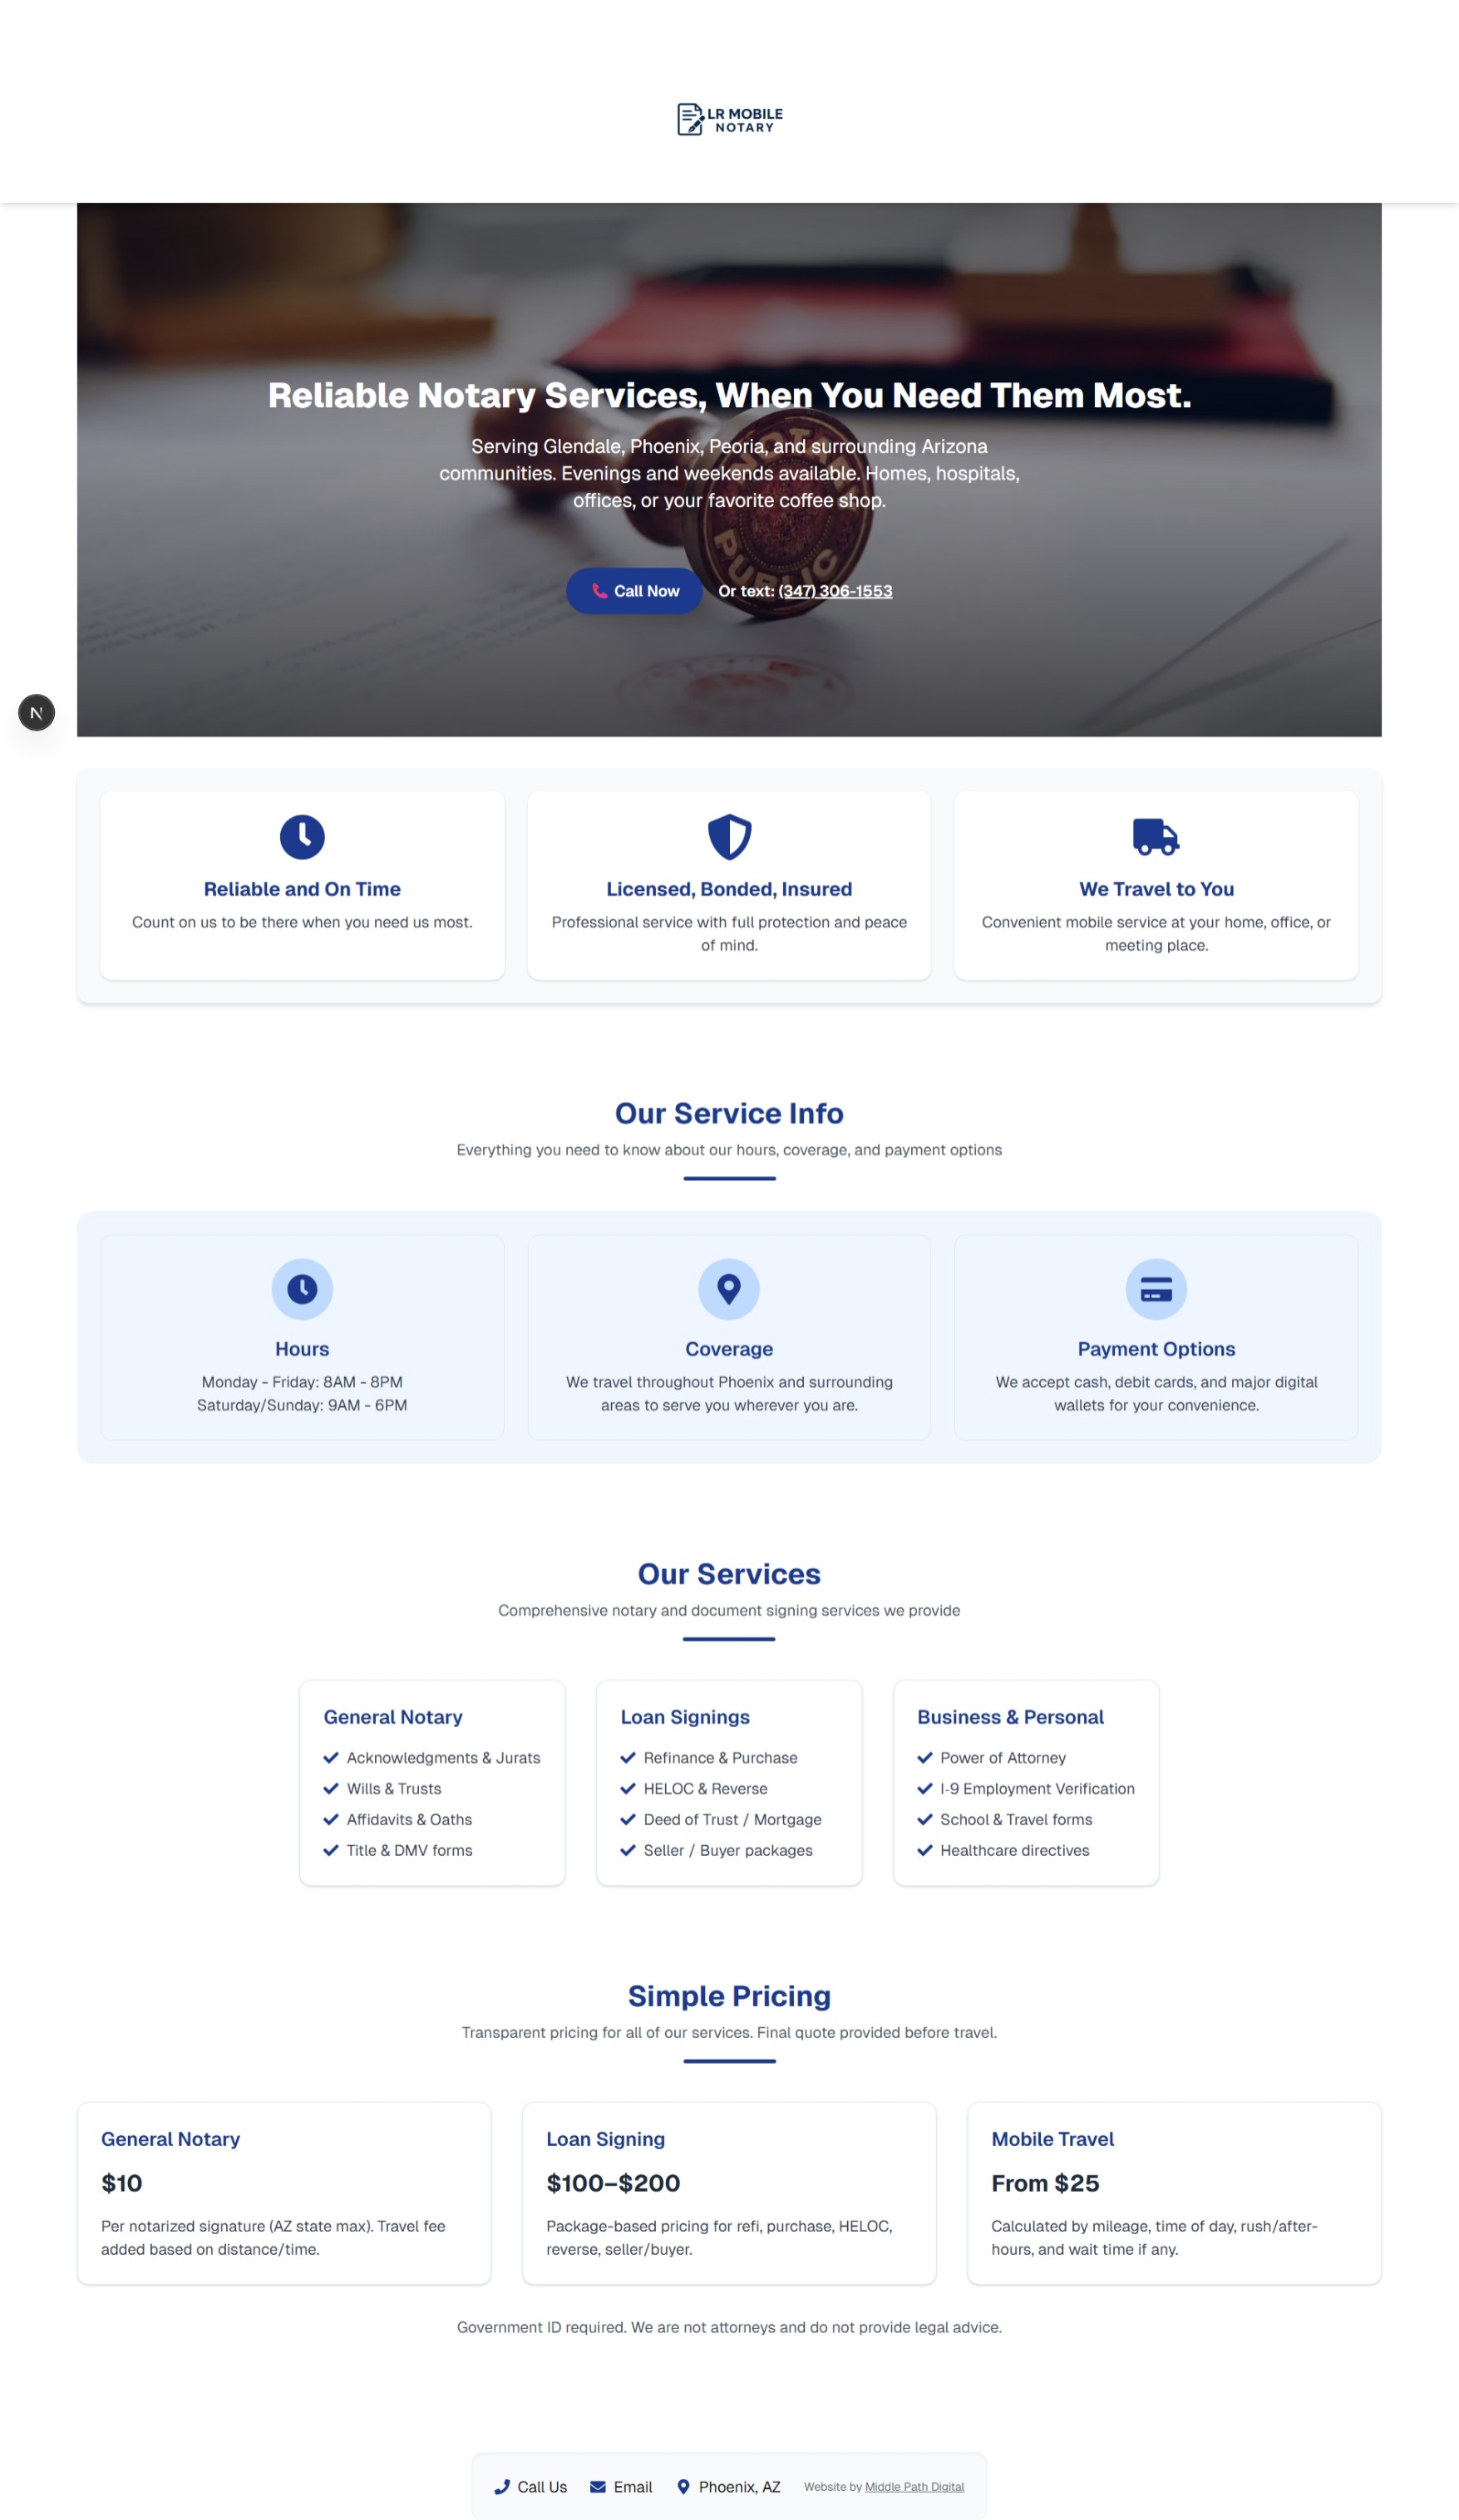 LR MOBILE
NOTARY
Reliable Notary Services, When You Need Them Most.
Serving Glendale, Phoenix, Peoria, and surrounding Arizona
communities. Evenings and weekends available. Homes, hospitals,
offices, or your favorite coffee shop.
NOTARY
PUBLIC
Call Now
Or text: (347) 306-1553
N
Reliable and On Time
Count on us to be there when you need us most.
Licensed, Bonded, Insured
Professional service with full protection and peace
of mind.
We Travel to You
Convenient mobile service at your home, office, or
meeting place.
Our Service Info
Everything you need to know about our hours, coverage, and payment options
Hours
Monday - Friday: 8AM - 8PM
Saturday/Sunday: 9AM - 6PM
Coverage
We travel throughout Phoenix and surrounding
areas to serve you wherever you are.
Payment Options
We accept cash, debit cards, and major digital
wallets for your convenience.
Our Services
Comprehensive notary and document signing services we provide
General Notary
Acknowledgments & Jurats
Wills & Trusts
Affidavits & Oaths
Title & DMV forms
Loan Signings
Refinance & Purchase
HELOC & Reverse
Deed of Trust / Mortgage
Seller / Buyer packages
Business & Personal
Power of Attorney
I-9 Employment Verification
School & Travel forms
Healthcare directives
Simple Pricing
Transparent pricing for all of our services. Final quote provided before travel.
General Notary
$10
Per notarized signature (AZ state max). Travel fee
added based on distance/time.
Loan Signing
$100–$200
Package-based pricing for refi, purchase, HELOC,
reverse, seller/buyer.
Mobile Travel
From $25
Calculated by mileage, time of day, rush/after-
hours, and wait time if any.
Government ID required. We are not attorneys and do not provide legal advice.
Call Us
Email
Phoenix, AZ
Website by Middle Path Digital